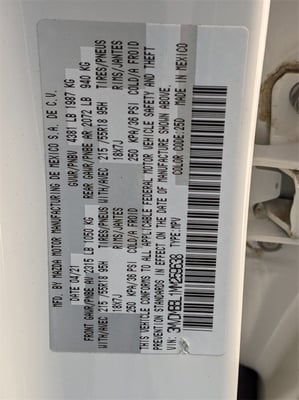 MFD. BY MAZDA MOTOR MANUFACTURING DE MEXICO S.A. DE C.V.
04/21 GVWR/PNBV 4381 LB 1987 KG
FRONT GAWR/PNBE AV 2315 LB 1050 KG REAR GAWR/PNBE AR 2072 LB 940 KG
WITH/AVEC 215 /55R18 95H TIRES/PNEUS WITH/AVEC 215 /55R18 95H TIRES/PNEUS
18X7J RIMS/JANTES 18X7J RIMS/JANTES
250 KPA/36 PSI COLD/A FROID 250 KPA/36 PSI COLD/A FROID
THIS VEHICLE CONFORMS TO ALL APPLICABLE FEDERAL MOTOR VEHICLE SAFETY AND THEFT
PREVENTION STANDARDS IN EFFECT ON THE DATE OF MANUFACTURE SHOWN ABOVE.
VIN: TYPE:MPV COLOR CODE:25D MADE IN MEXICO